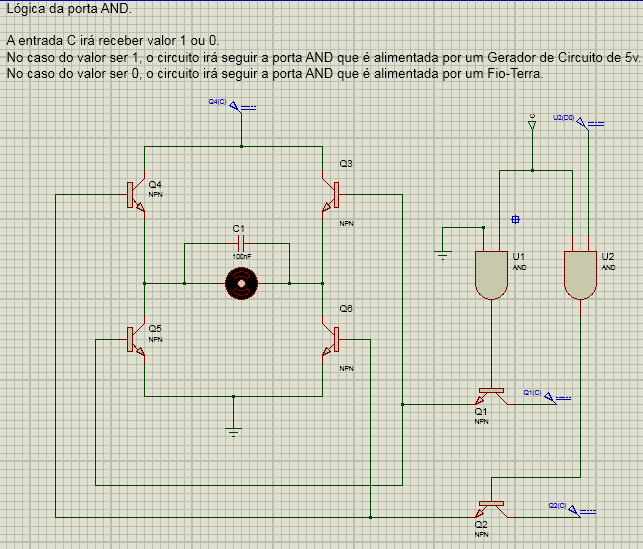 Lógica da porta AND.
A entrada C irá receber valor 1 ou 0.
No caso do valor ser 1, o circuito irá seguir a porta AND que é alimentada por um Gerador de Circuito de 5v.
No caso do valor ser 0, o circuito irá seguir a porta AND que é alimentada por um Fio-Terra.
Q4(C)
C
U2(D0)
Q3
NPN
Q4
NPN
C1
100nF
U1
AND
U2
AND
Q5
NPN
Q6
NPN
Q1(C)
Q1
NPN
Q2(C)
Q2
NPN